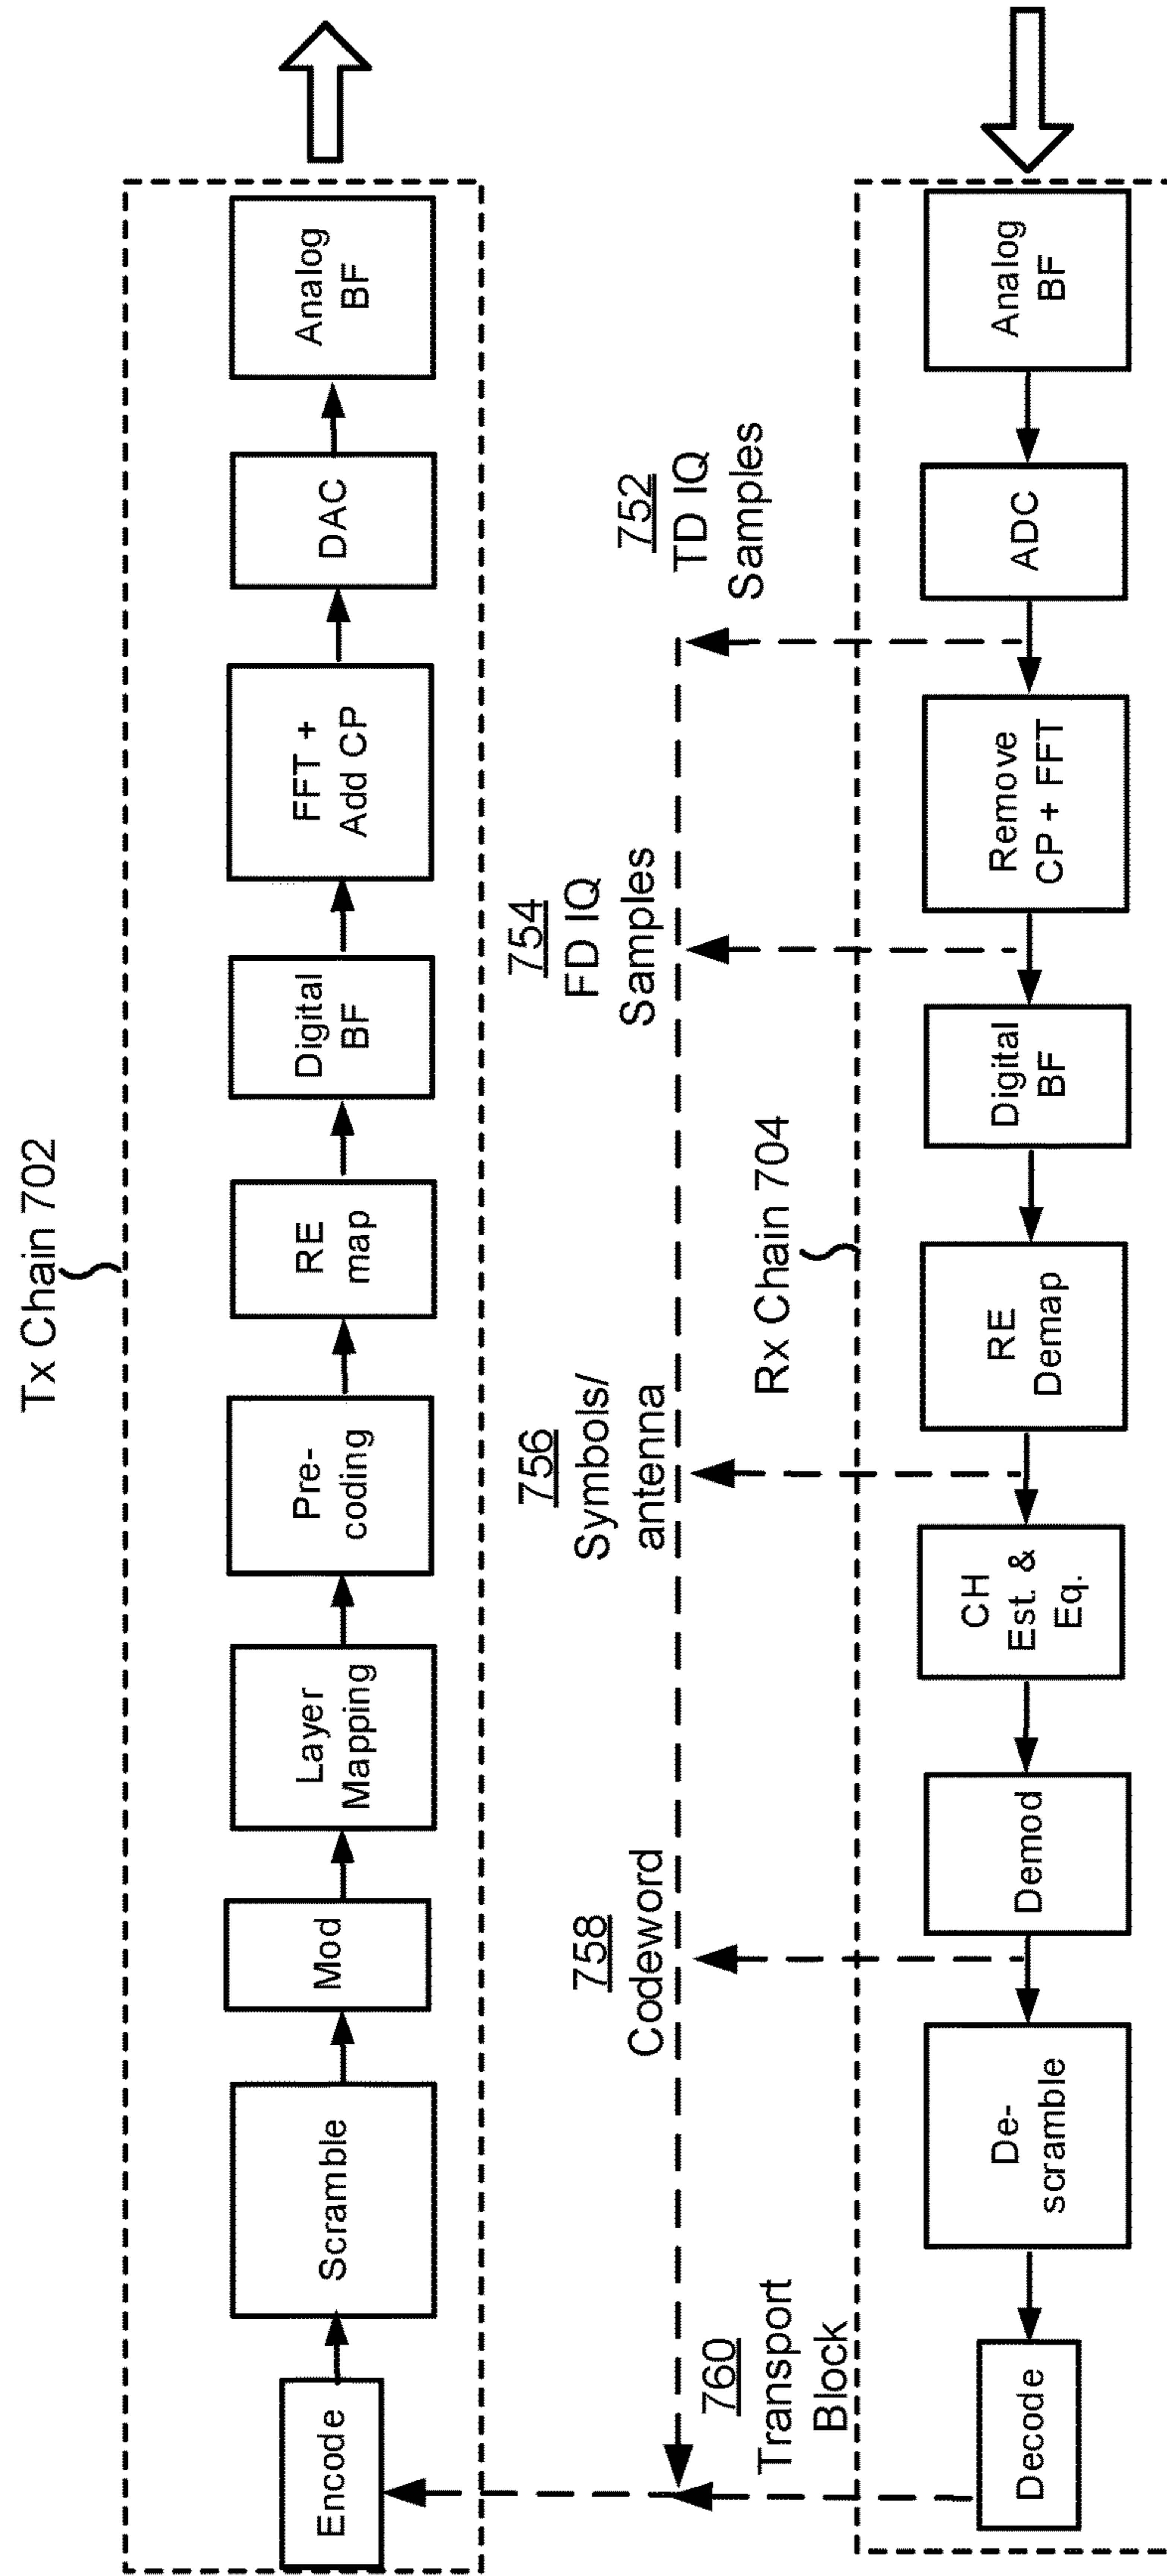 Tx Chain 702
Encode
Scramble
Mod
Layer
Mapping
Pre-
coding
RE
map
Digital
BF
FFT +
Add CP
DAC
Analog
BF
760
Transport
Block
758
Codeword
756
Symbols/
antenna
754
FD IQ
Samples
752
TD IQ
Samples
Rx Chain 704
Decode
De-
scramble
Demod
CH
Est. &
Eq.
RE
Demap
Digital
BF
Remove
CP + FFT
ADC
Analog
BF